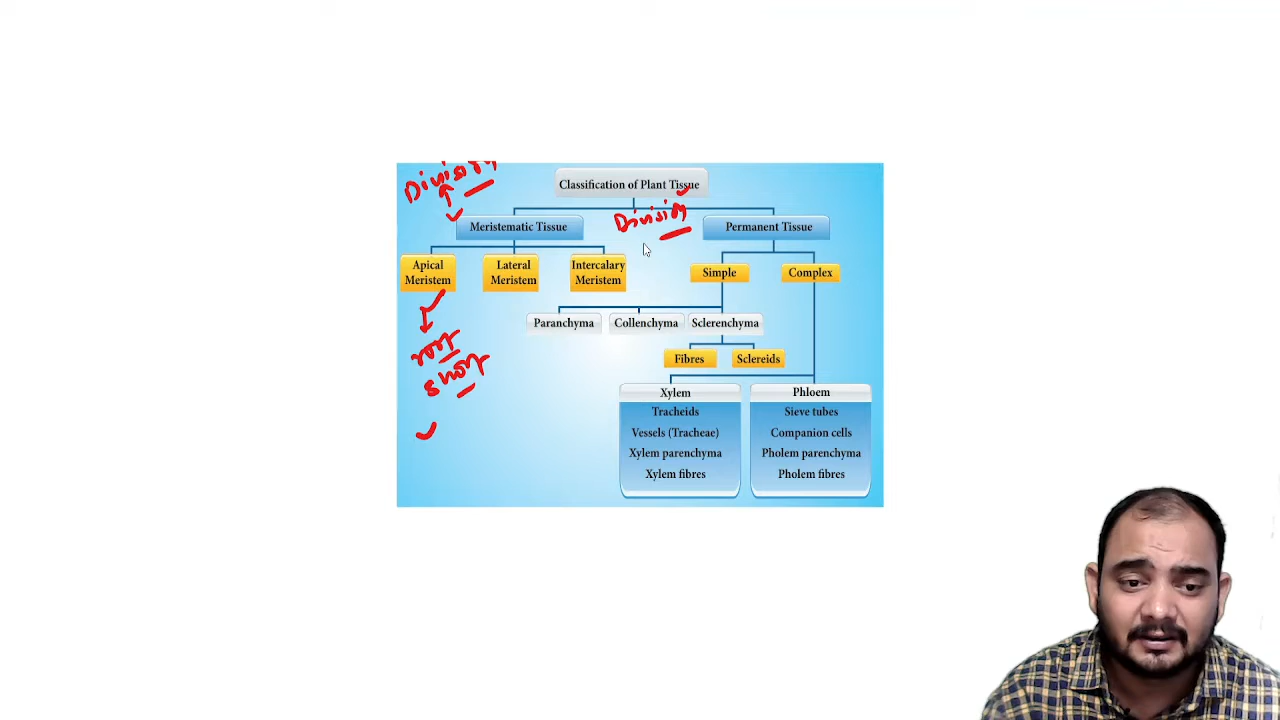 Division
Classification of Plant Tissue
Division
Meristematic Tissue
Permanent Tissue
Apical
Meristem
Lateral
Meristem
Intercalary
Meristem
Simple
Complex
Paranchyma
Collenchyma
Sclerenchyma
root
shoot
Fibres
Sclereids
Xylem
Tracheids
Vessels (Tracheae)
Xylem parenchyma
Xylem fibres
Phloem
Sieve tubes
Companion cells
Pholem parenchyma
Pholem fibres